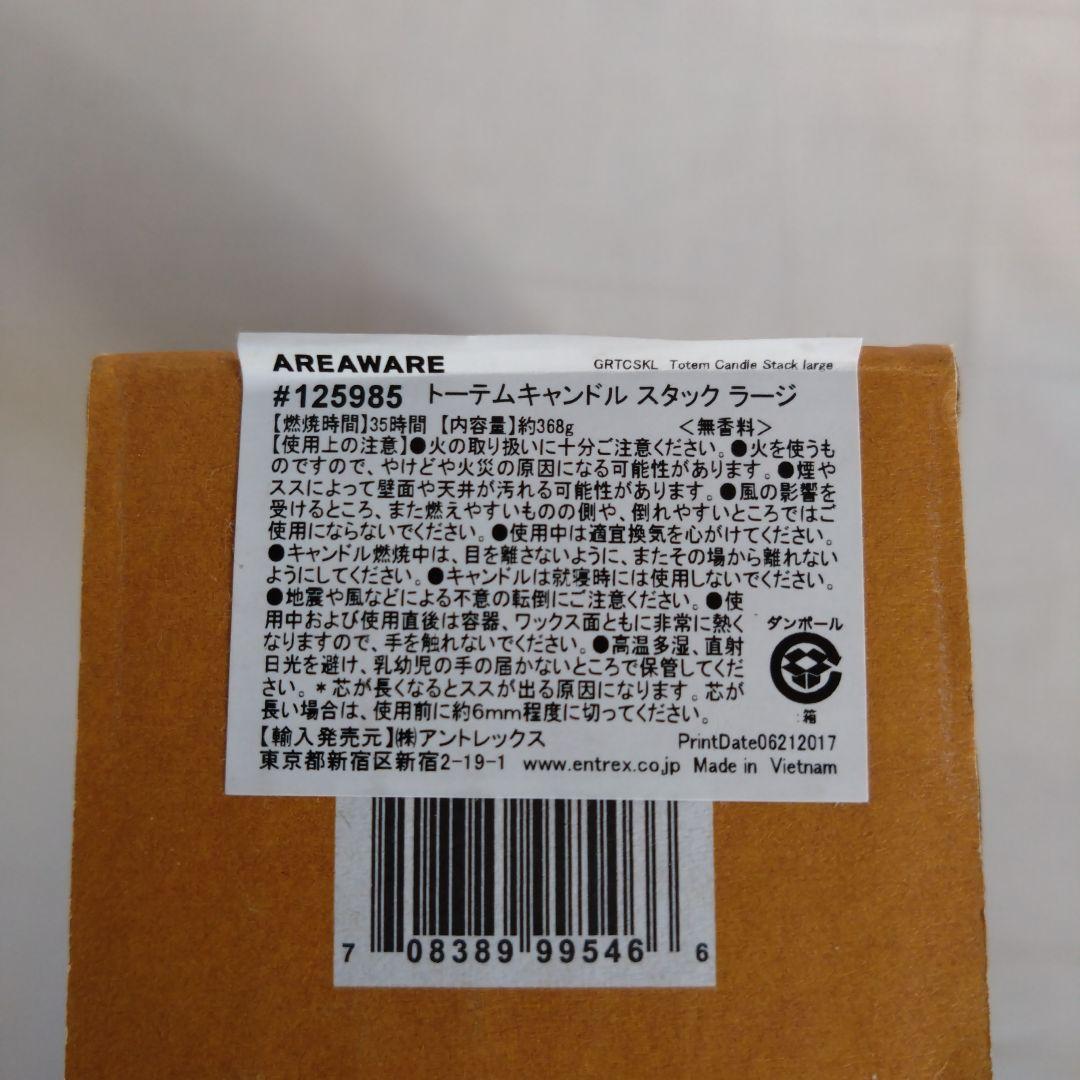 AREAWARE GRTCSKL Totem Candle Stack large
#125985 トーテムキャンドル スタック ラージ
【燃焼時間】35時間 【内容量】約368g ＜無香料＞
【使用上の注意】●火の取り扱いに十分ご注意ください。●火を使うも
のですので、やけどや火災の原因になる可能性があります。●煙や
ススによって壁面や天井が汚れる可能性があります。●風の影響を
受けるところ、また燃えやすいものの側や、倒れやすいところではご
使用にならないでください。●使用中は適宜換気を心がけてください。
●キャンドル燃焼中は、目を離さないように、またその場から離れない
ようにしてください。●キャンドルは就寝時には使用しないでください。
●地震や風などによる不意の転倒にご注意ください。●使
用中および使用直後は容器、ワックス面ともに非常に熱く
なりますので、手を触れないでください。●高温多湿、直射
日光を避け、乳幼児の手の届かないところで保管してくだ
さい。＊芯が長くなるとススが出る原因になります。芯が
長い場合は、使用前に約6mm程度に切ってください。
ダンボール
:箱
【輸入発売元】㈱アントレックス PrintDate06212017
東京都新宿区新宿2-19-1 www.entrex.co.jp Made in Vietnam
7 08389 99546 6